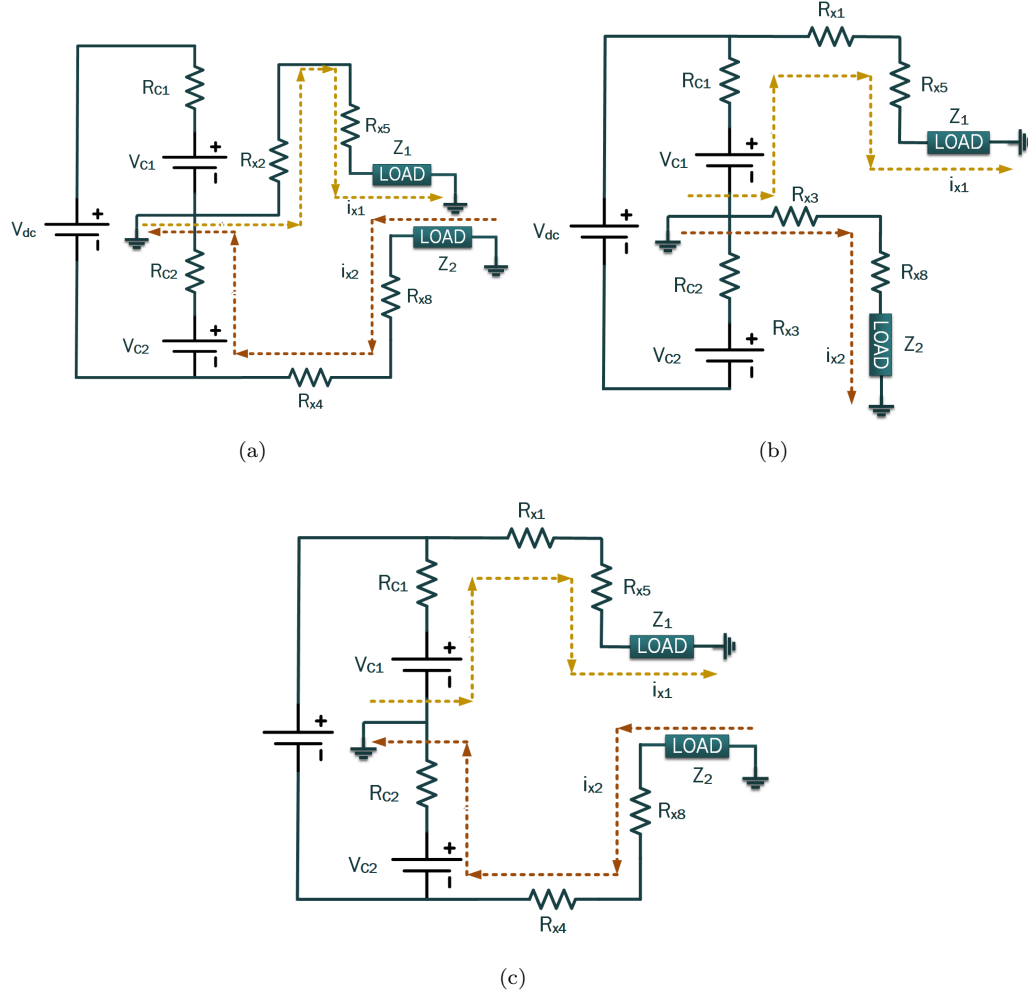 RC1
VC1
Vdc
RC2
VC2
Rx2
Rx5
Z1
LOAD
ix1
LOAD
Z2
ix2
Rx8
Rx4
(a)
Rx1
RC1
Rx5
Z1
LOAD
VC1
ix1
Rx3
Vdc
RC2
Rx8
LOAD
Z2
Rx3
VC2
ix2
(b)
Rx1
RC1
Rx5
Z1
LOAD
VC1
ix1
LOAD
Z2
RC2
ix2
Rx8
VC2
Rx4
(c)